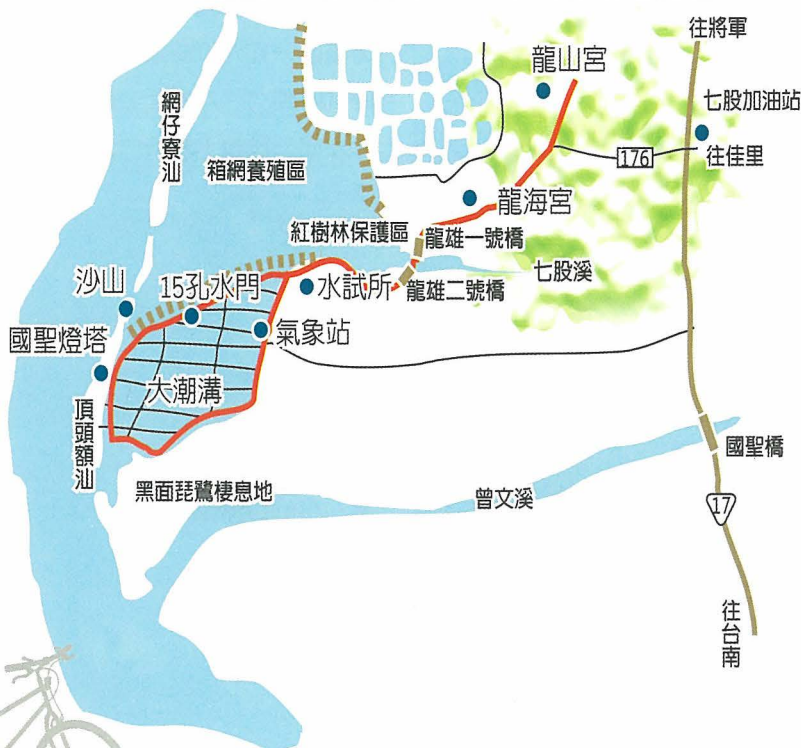 往將軍
龍山宮
七股加油站
網仔寮汕
176
往佳里
箱網養殖區
龍海宮
紅樹林保護區
龍雄一號橋
七股溪
沙山
15孔水門
水試所
龍雄二號橋
國聖燈塔
氣象站
大潮溝
頂頭額汕
國聖橋
黑面琵鷺棲息地
曾文溪
17
往台南